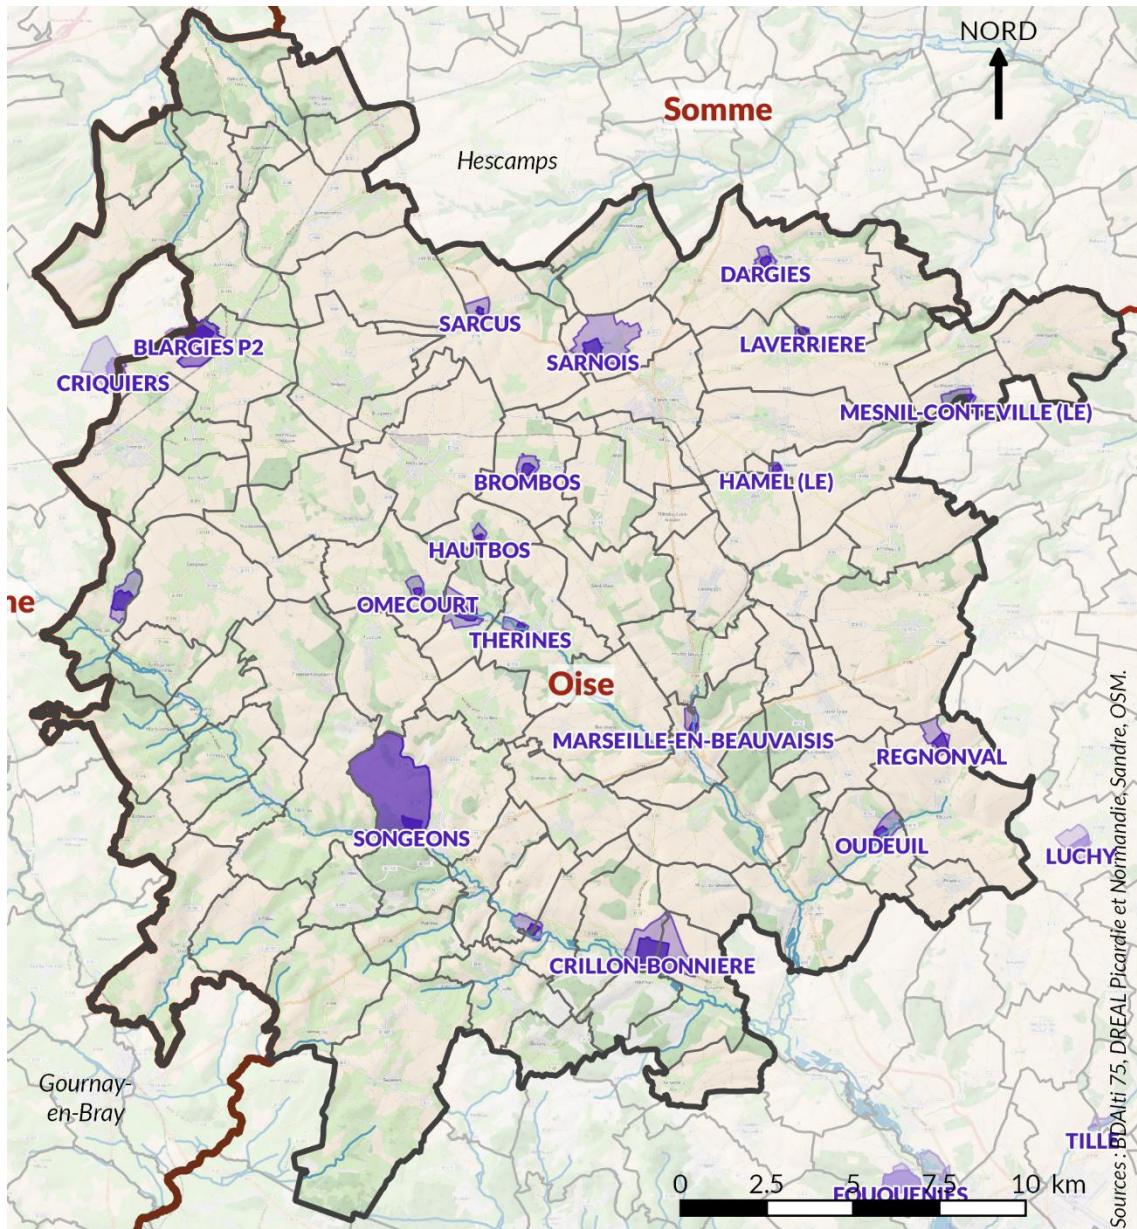 NORD
Somme
Hescamps
DARGIES
SARCUS
BLARGIES P2
SARNOIS
LAVERRIERE
CRIQUIERS
MESNIL-CONTEVILLE (LE)
BROMBOS
HAMEL (LE)
HAUTBOS
ne
OMECOURT
THERINES
Oise
MARSEILLE-EN-BEAUVAISIS
REGNONVAL
SONGEONS
OUDEUIL
LUCHY
CRILLON-BONNIERE
Gournay-
en-Bray
TILLE
FOUQUENIES
0 2.5 5 7.5 10 km
Sources : BDAlti 75, DREAL Picardie et Normandie, Sandre, OSM.